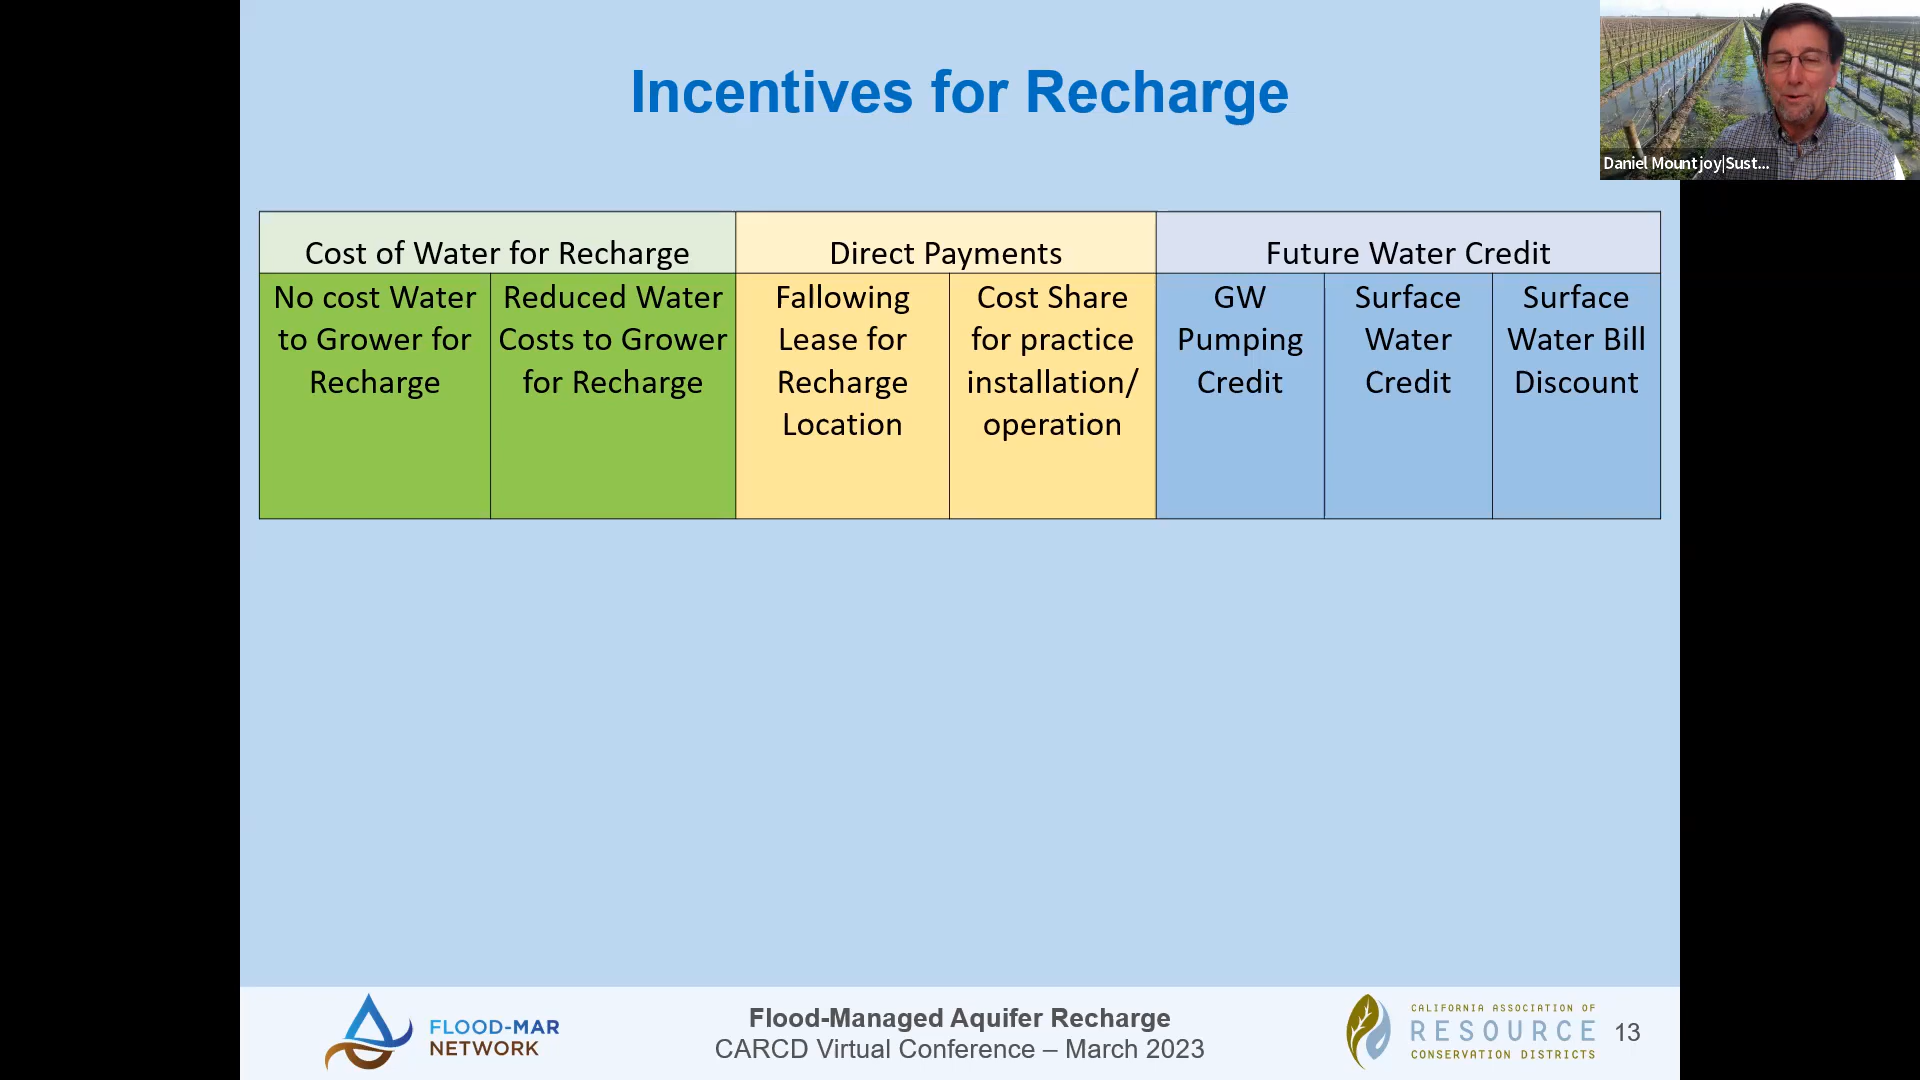 Incentives for Recharge
Daniel Mountjoy|Sust...
Cost of Water for Recharge
Direct Payments
Future Water Credit
No cost Water
to Grower for
Recharge
Reduced Water
Costs to Grower
for Recharge
Fallowing
Lease for
Recharge
Location
Cost Share
for practice
installation/
operation
GW
Pumping
Credit
Surface
Water
Credit
Surface
Water Bill
Discount
FLOOD-MAR
NETWORK
Flood-Managed Aquifer Recharge
CARCD Virtual Conference – March 2023
CALIFORNIA ASSOCIATION OF
RESOURCE
CONSERVATION DISTRICTS
13